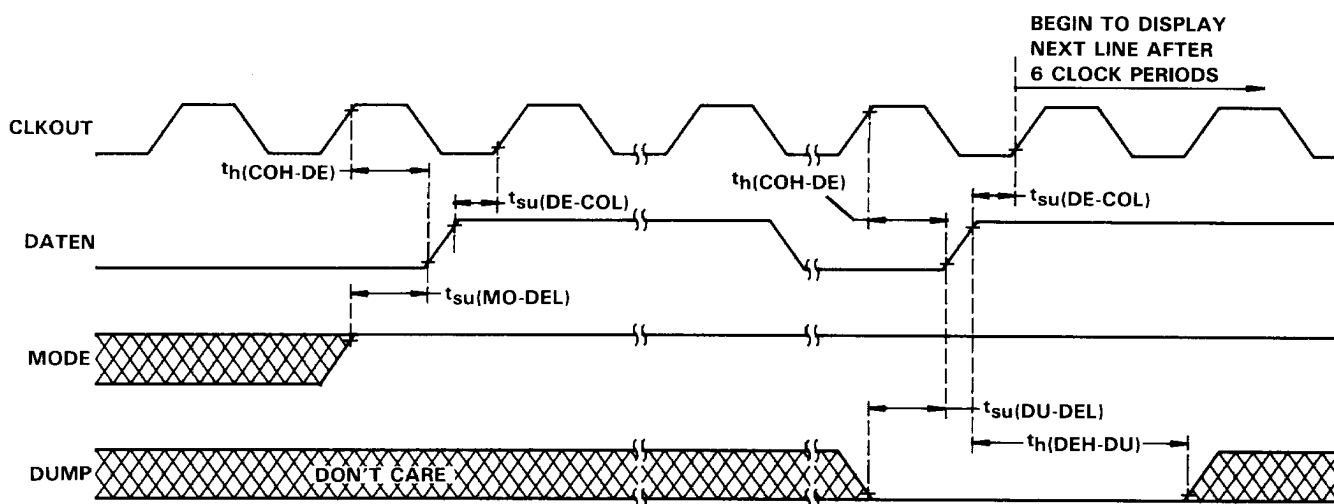 BEGIN TO DISPLAY
NEXT LINE AFTER
6 CLOCK PERIODS
CLKOUT
th(COH-DE)
th(COH-DE)
tsu(DE-COL)
tsu(DE-COL)
DATEN
tsu(MO-DEL)
MODE
tsu(DU-DEL)
th(DEH-DU)
DUMP
DON'T CARE